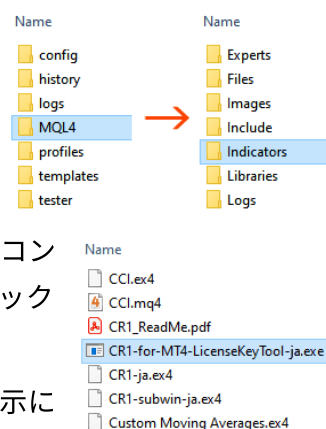 Name
config
history
logs
MQL4
profiles
templates
tester
Name
Experts
Files
Images
Include
Indicators
Libraries
Logs
コン
ック
示に
Name
CCI.ex4
CCI.mq4
CR1_ReadMe.pdf
CR1-for-MT4-LicenseKeyTool-ja.exe
CR1-ja.ex4
CR1-subwin-ja.ex4
Custom Moving Averages.ex4